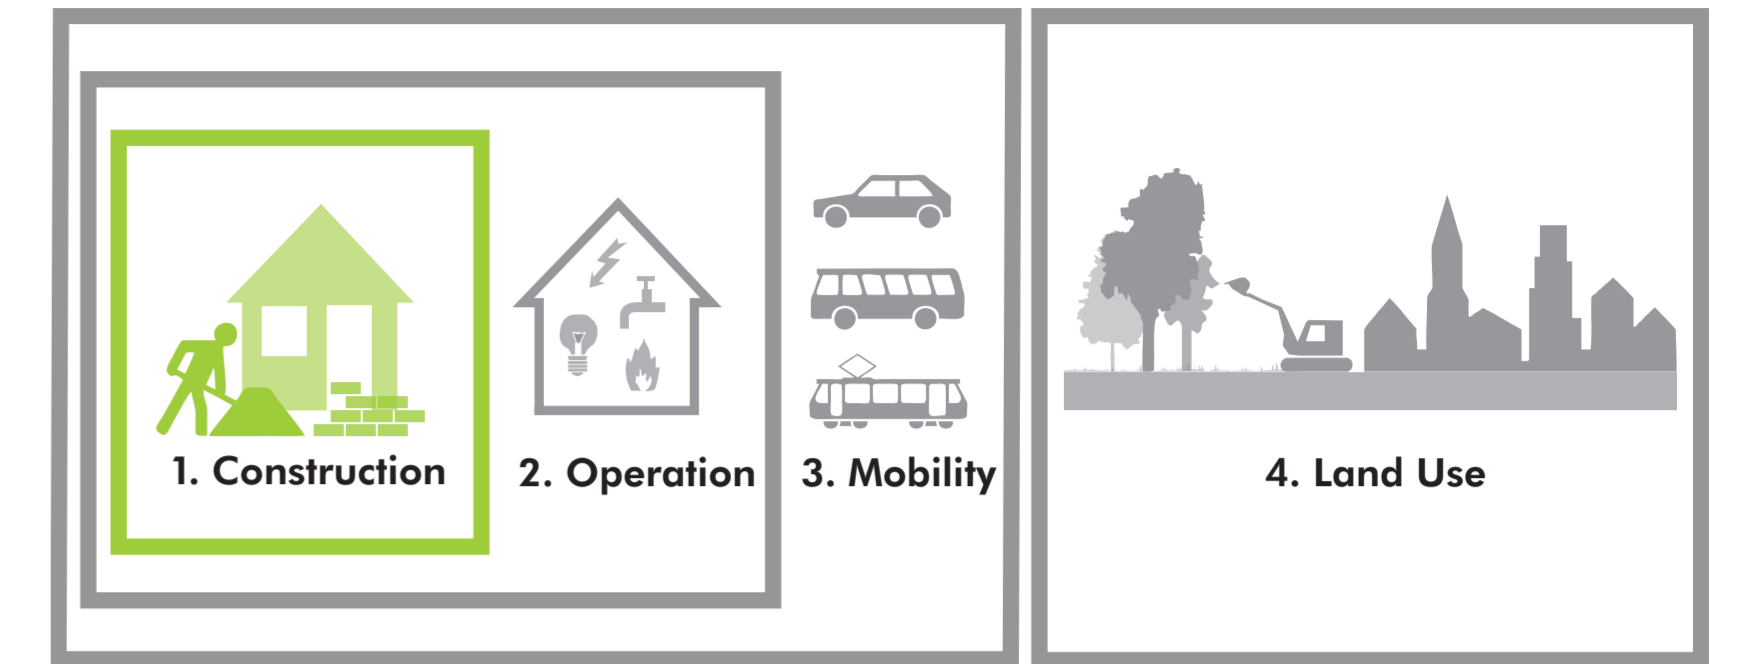 1. Construction
2. Operation
3. Mobility
4. Land Use